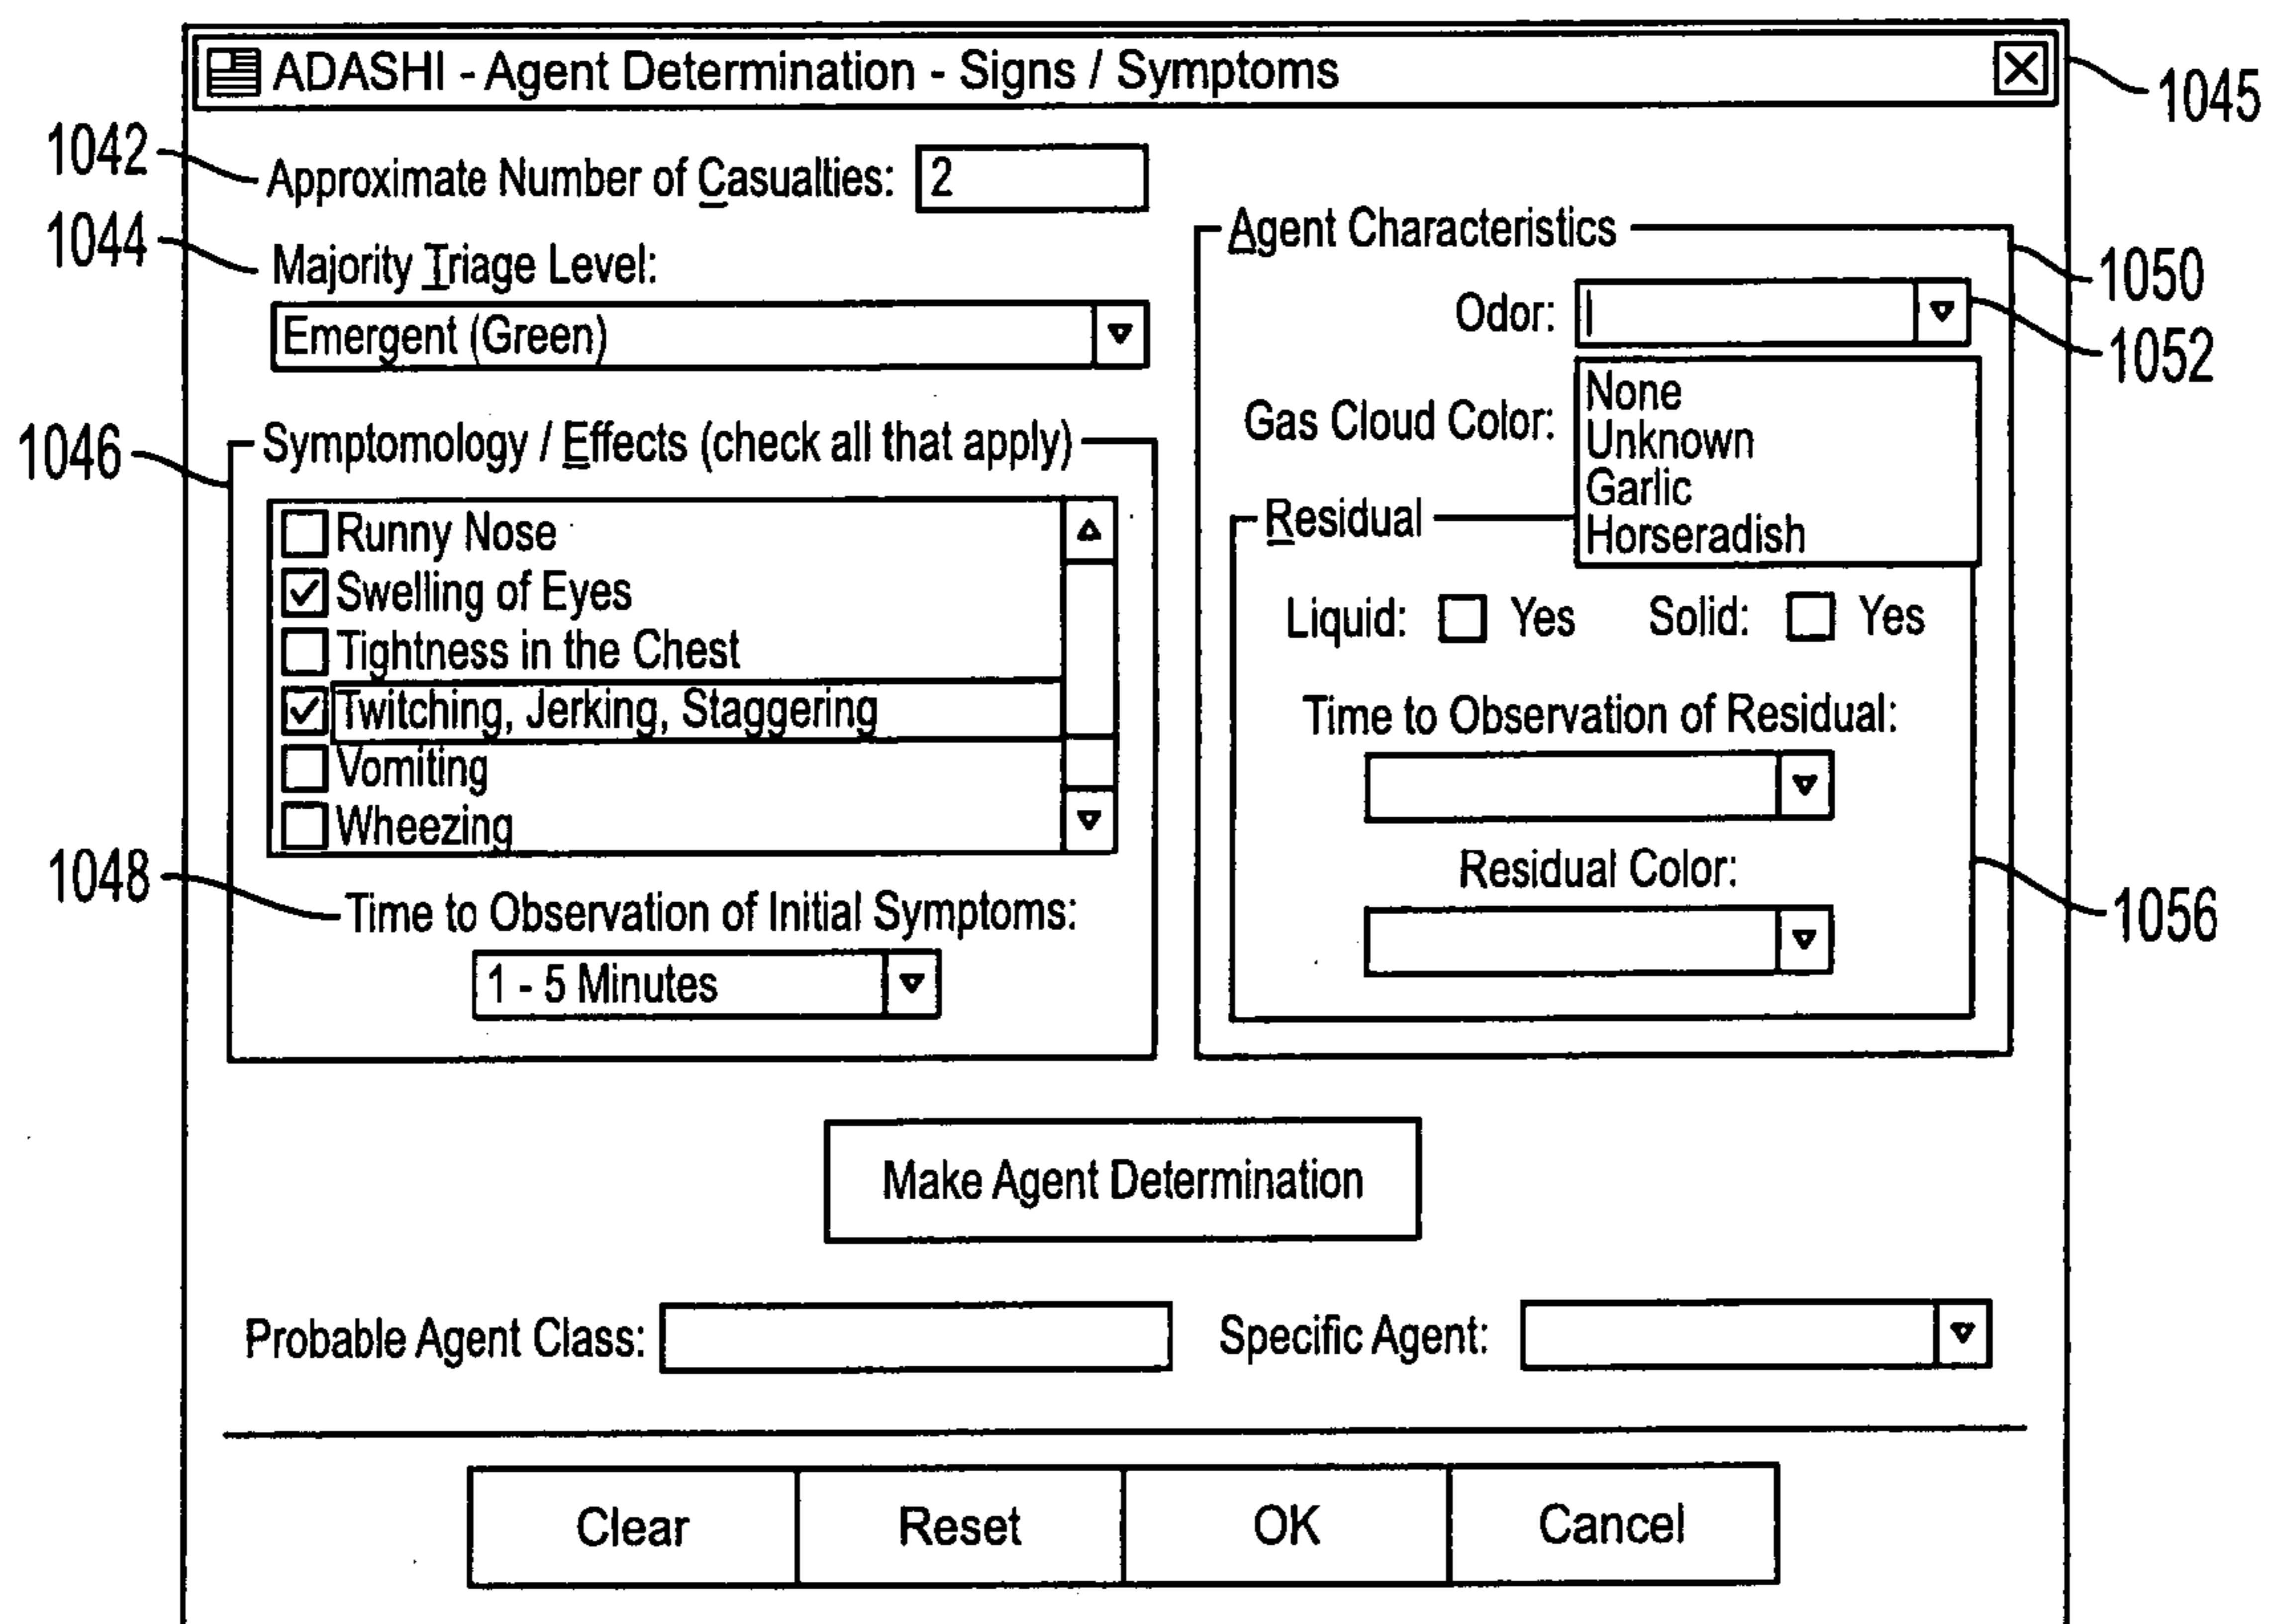 ADASHI - Agent Determination - Signs / Symptoms
1045
1042
Approximate Number of Casualties: 2
1044
Majority Triage Level:
Emergent (Green)
1046
Symptomology / Effects (check all that apply)
Runny Nose
Swelling of Eyes
Tightness in the Chest
Twitching, Jerking, Staggering
Vomiting
Wheezing
1048
Time to Observation of Initial Symptoms:
1 - 5 Minutes
Agent Characteristics
1050
Odor:
1052
None
Unknown
Garlic
Horseradish
Gas Cloud Color:
Residual
Liquid: Yes Solid: Yes
Time to Observation of Residual:
Residual Color:
1056
Make Agent Determination
Probable Agent Class: Specific Agent:
Clear Reset OK Cancel